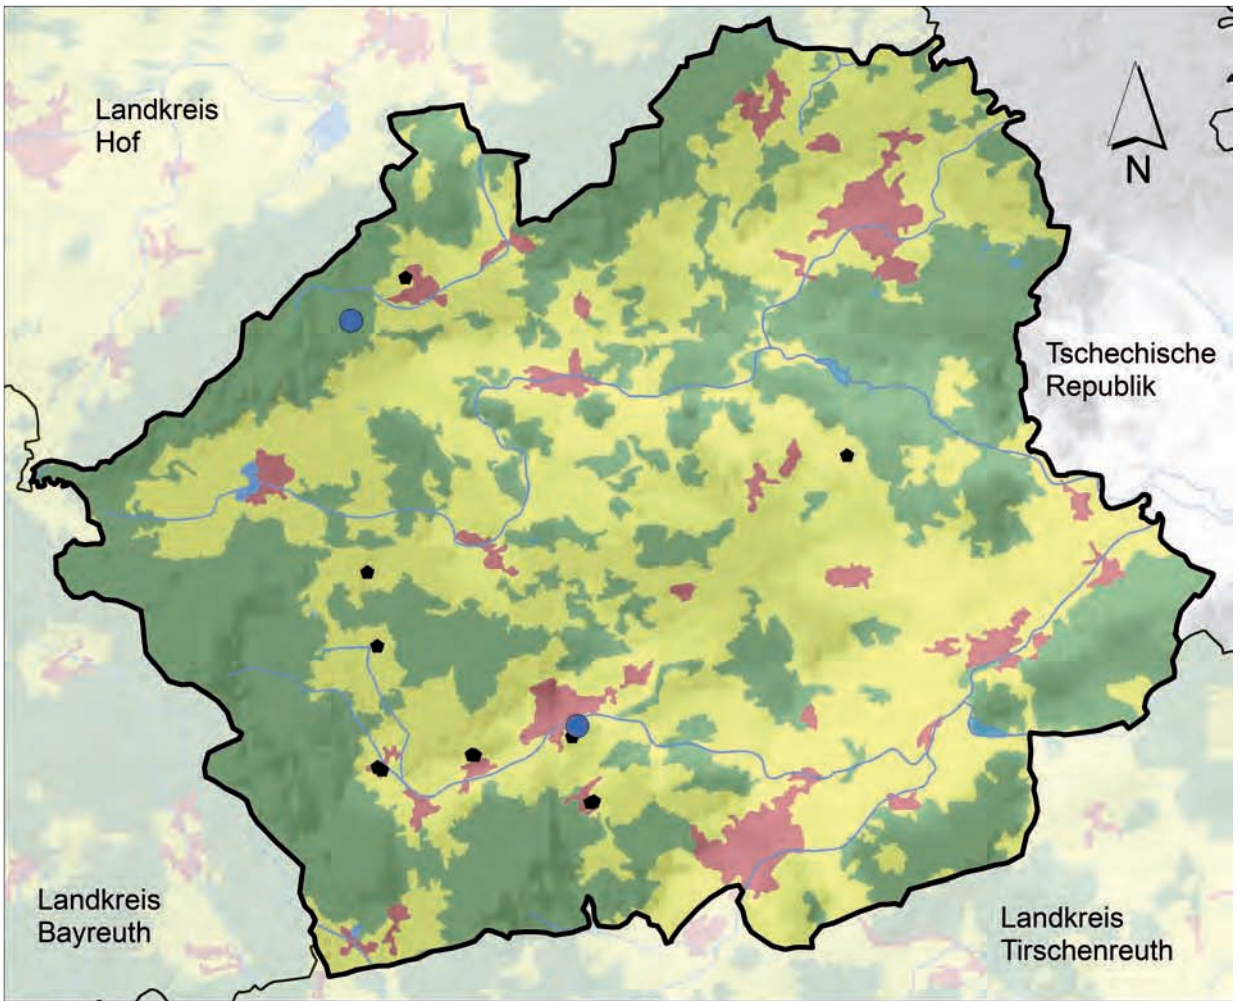 Landkreis
Hof
N
Tschechische
Republik
Landkreis
Bayreuth
Landkreis
Tirschenreuth